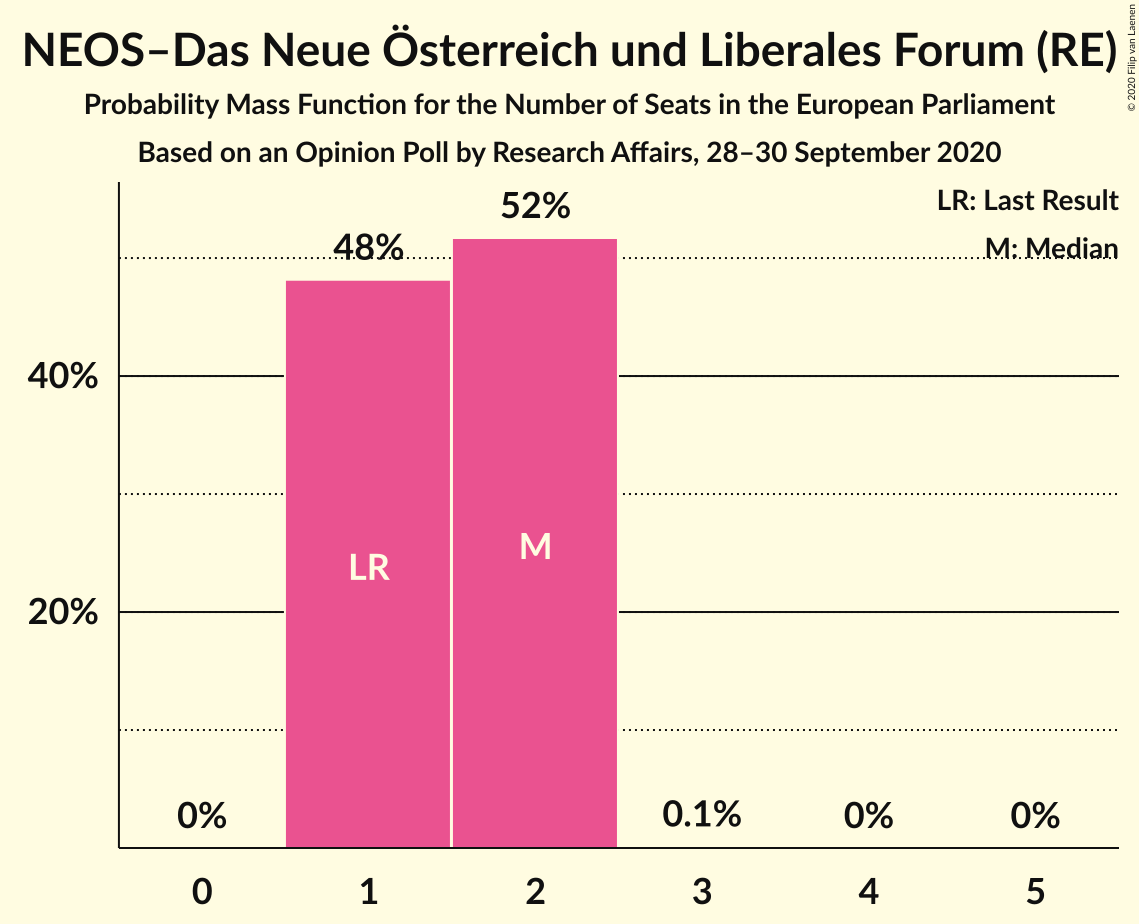 NEOS–Das Neue Österreich und Liberales Forum (RE)
Probability Mass Function for the Number of Seats in the European Parliament
Based on an Opinion Poll by Research Affairs, 28–30 September 2020
© 2020 Filip van Laenen
LR: Last Result
M: Median
52%
48%
40%
20%
LR
M
0%
0.1%
0%
0%
0 1 2 3 4 5